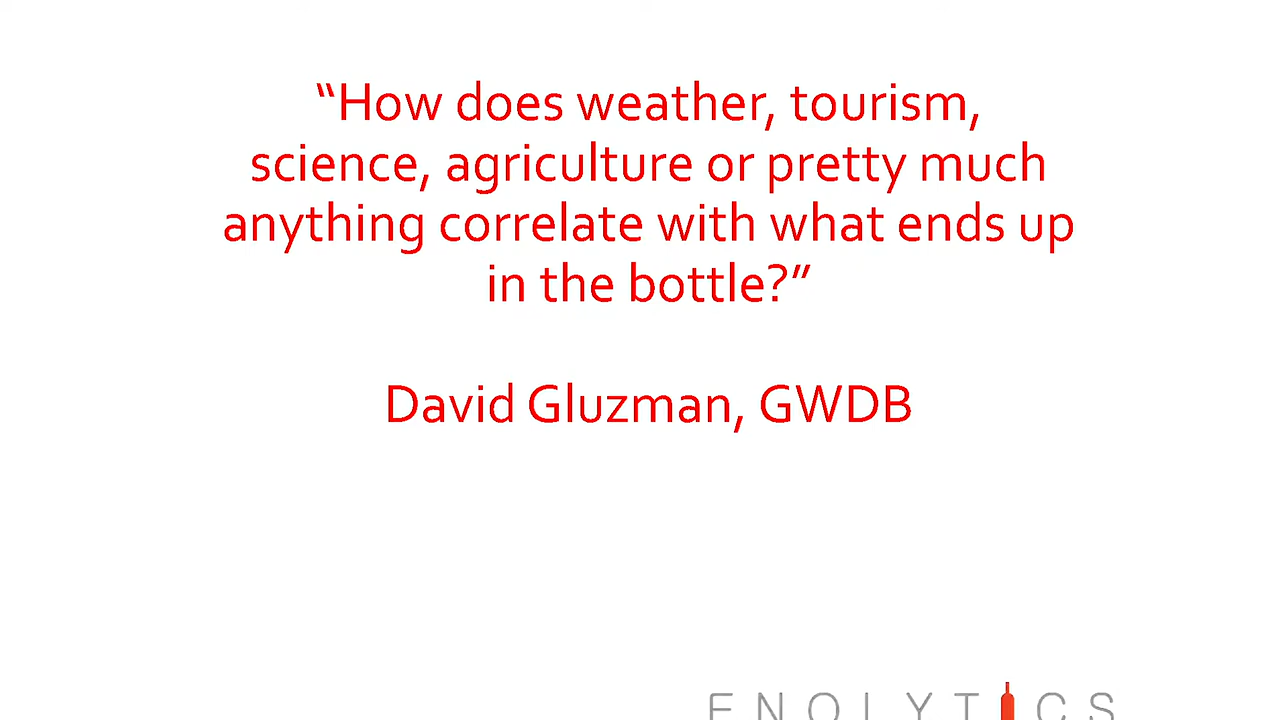 “How does weather, tourism,
science, agriculture or pretty much
anything correlate with what ends up
in the bottle?”
David Gluzman, GWDB
ENOLYTICS